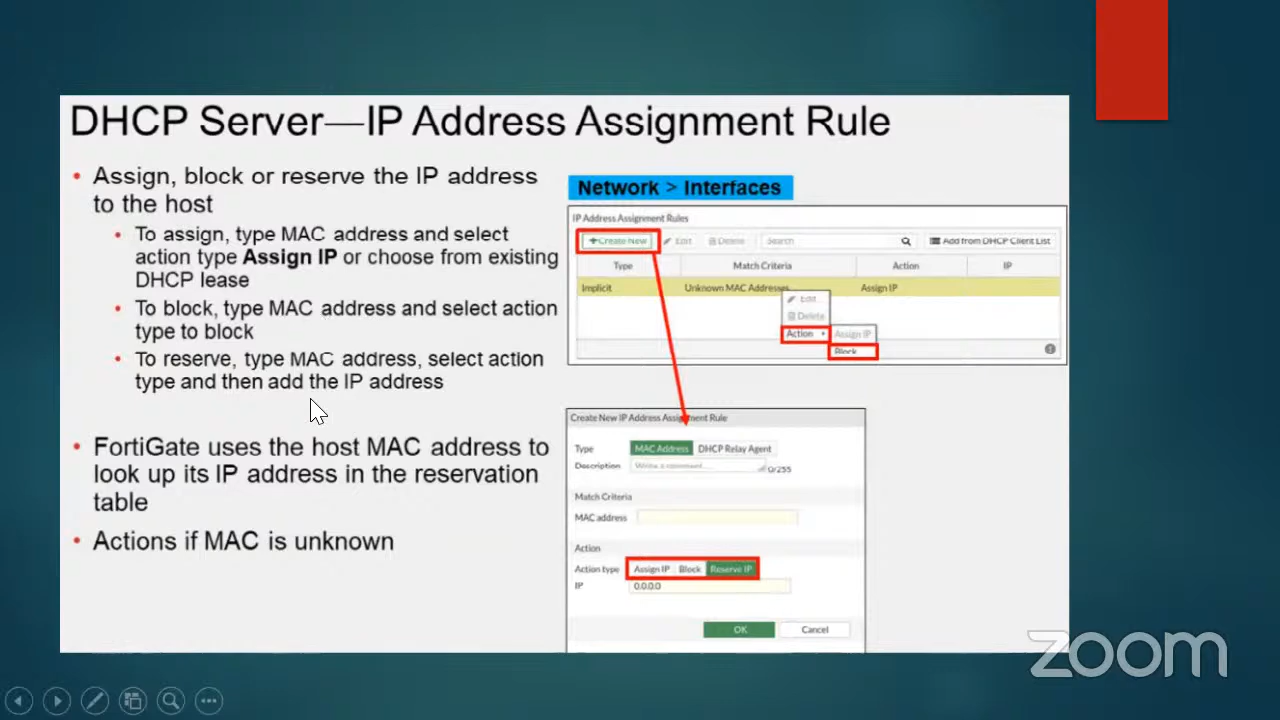 DHCP Server—IP Address Assignment Rule
• Assign, block or reserve the IP address
to the host
• To assign, type MAC address and select
action type Assign IP or choose from existing
DHCP lease
• To block, type MAC address and select action
type to block
• To reserve, type MAC address, select action
type and then add the IP address
• FortiGate uses the host MAC address to
look up its IP address in the reservation
table
• Actions if MAC is unknown
Network > Interfaces
IP Address Assignment Rules
+Create New Edit Delete Search Add from DHCP Client List
Type Match Criteria Action IP
Implicit Unknown MAC Addresses Assign IP
Edit
Delete
Action Assign IP
Block
Create New IP Address Assignment Rule
Type MAC Address DHCP Relay Agent
Description Write a comment... 0/255
Match Criteria
MAC address
Action
Action type Assign IP Block Reserve IP
IP 0.0.0.0
OK Cancel
zoom